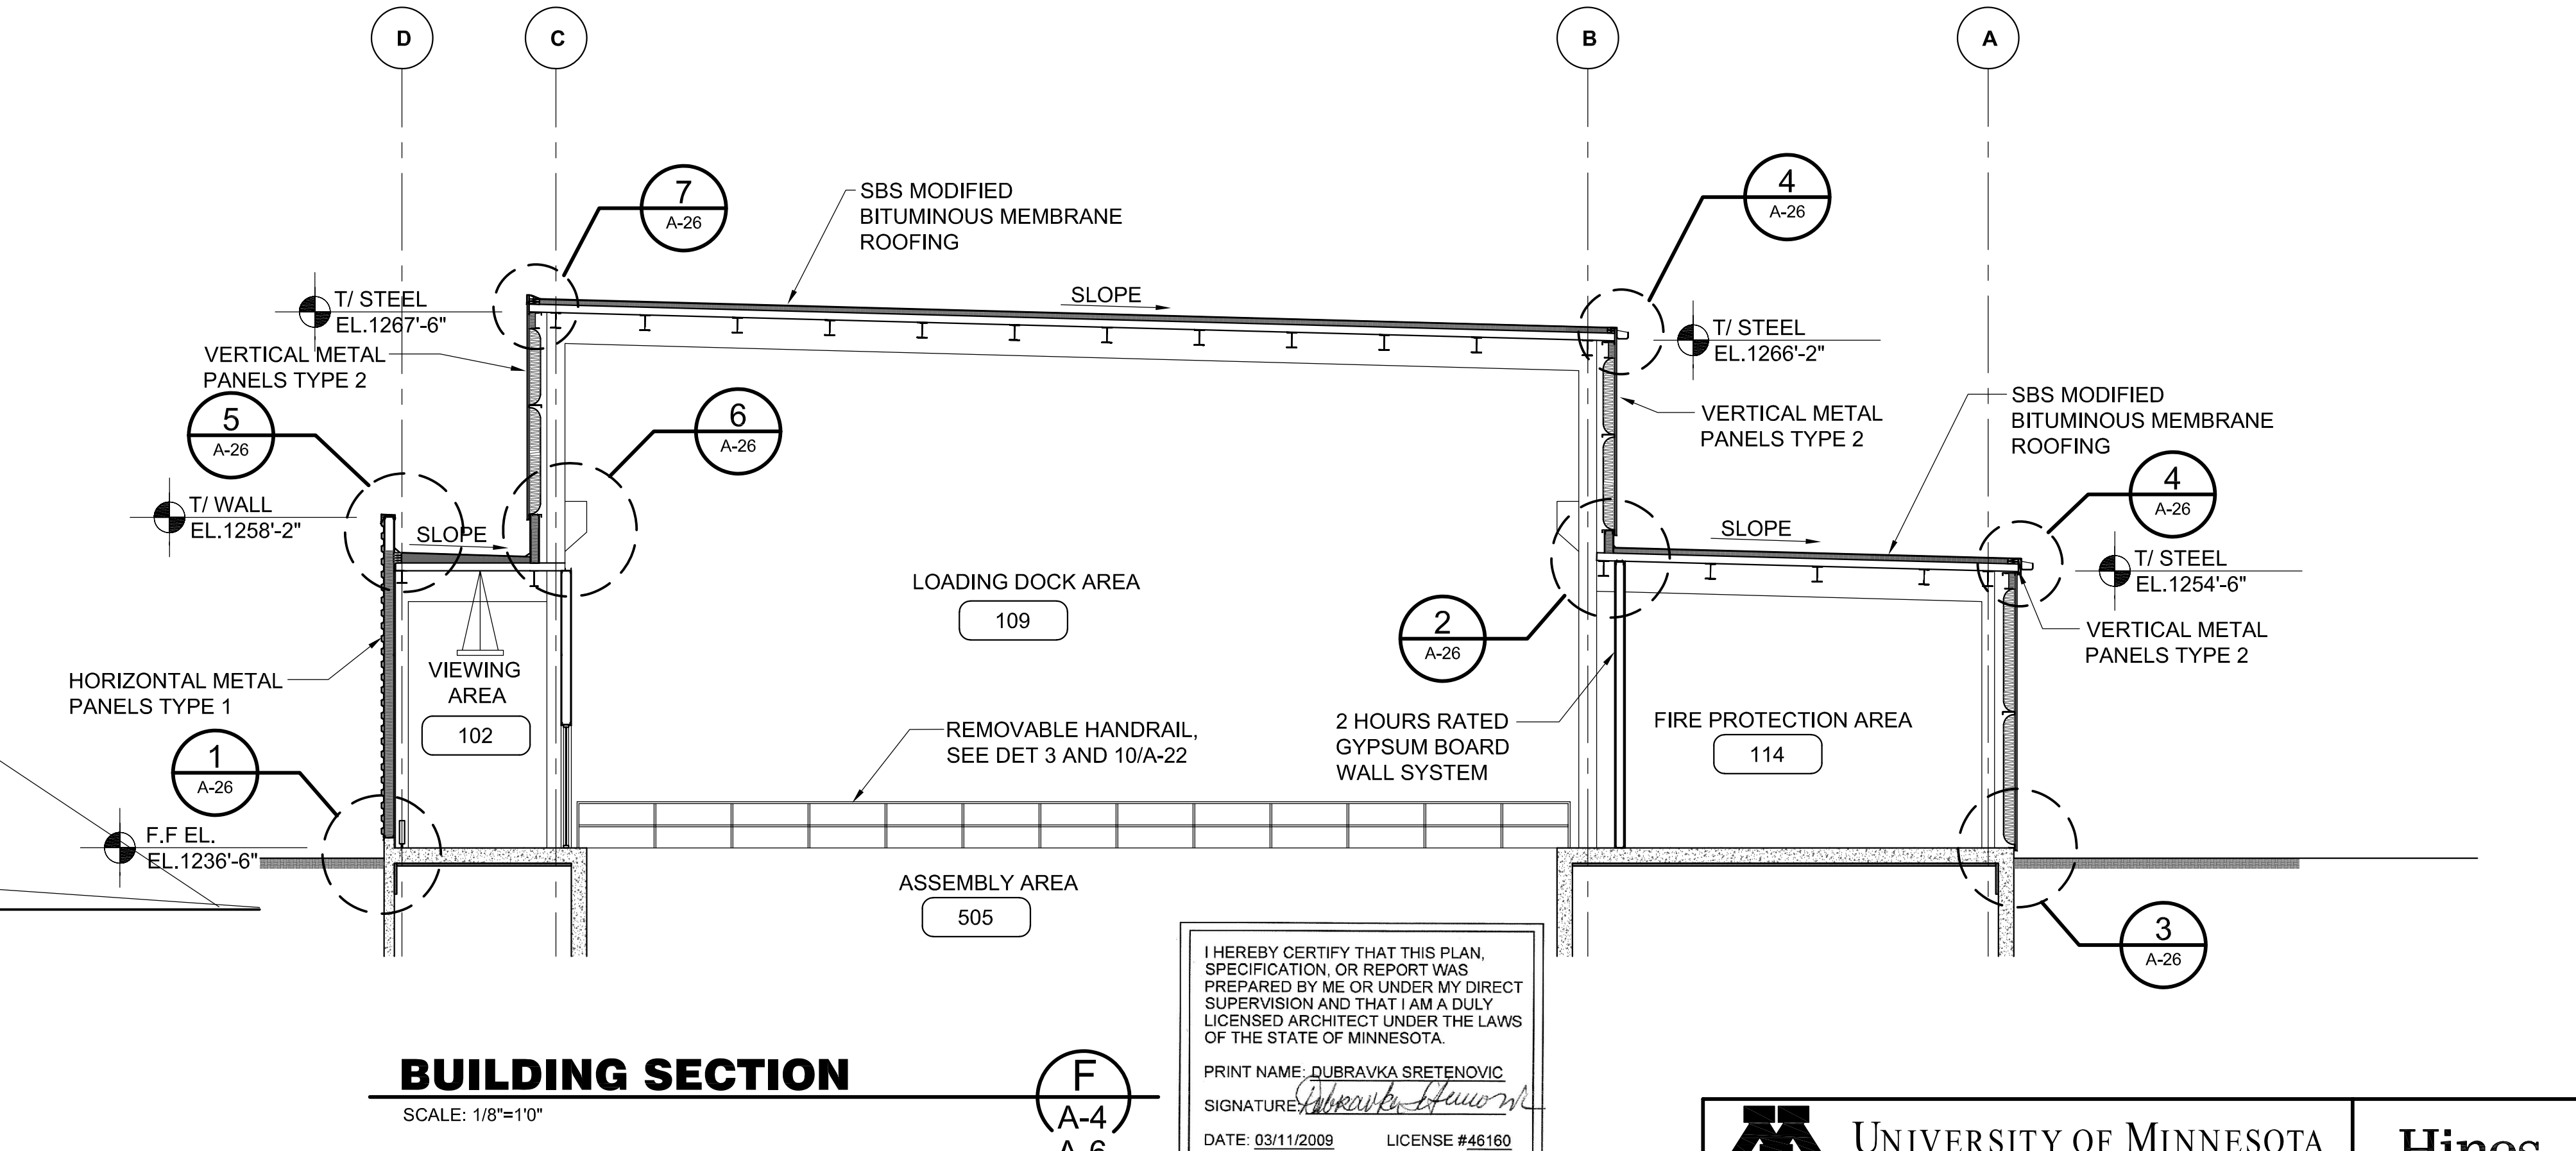 D
C
B
A
7
A-26
SBS MODIFIED
BITUMINOUS MEMBRANE
ROOFING
4
A-26
T/ STEEL
EL.1267'-6"
SLOPE
T/ STEEL
EL.1266'-2"
VERTICAL METAL
PANELS TYPE 2
5
A-26
6
A-26
VERTICAL METAL
PANELS TYPE 2
SBS MODIFIED
BITUMINOUS MEMBRANE
ROOFING
4
A-26
T/ WALL
EL.1258'-2"
SLOPE
SLOPE
T/ STEEL
EL.1254'-6"
LOADING DOCK AREA
109
2
A-26
VERTICAL METAL
PANELS TYPE 2
HORIZONTAL METAL
PANELS TYPE 1
VIEWING
AREA
102
REMOVABLE HANDRAIL,
SEE DET 3 AND 10/A-22
2 HOURS RATED
GYPSUM BOARD
WALL SYSTEM
FIRE PROTECTION AREA
114
1
A-26
F.F EL.
EL.1236'-6"
ASSEMBLY AREA
505
3
A-26
I HEREBY CERTIFY THAT THIS PLAN,
SPECIFICATION, OR REPORT WAS
PREPARED BY ME OR UNDER MY DIRECT
SUPERVISION AND THAT I AM A DULY
LICENSED ARCHITECT UNDER THE LAWS
OF THE STATE OF MINNESOTA.
PRINT NAME: DUBRAVKA SRETENOVIC
SIGNATURE:
DATE: 03/11/2009 LICENSE #46160
BUILDING SECTION
SCALE: 1/8"=1'0"
F
A-4
A-6
UNIVERSITY OF MINNESOTA
Hines